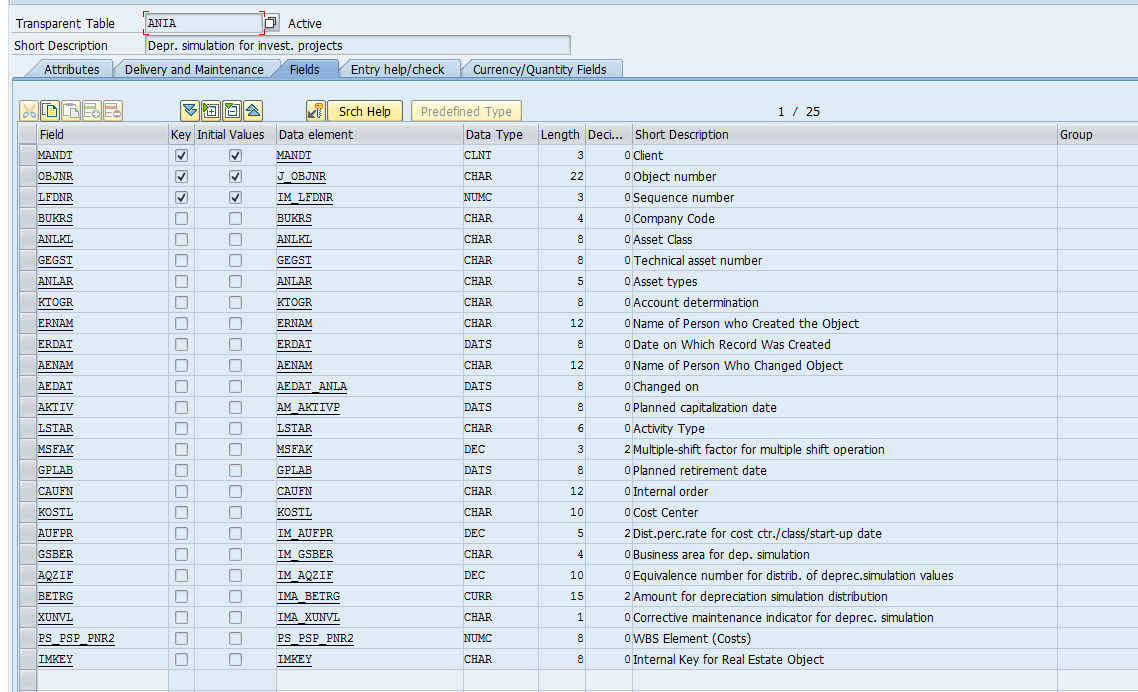 Transparent Table ANIA Active
Short Description Depr. simulation for invest. projects
Attributes Delivery and Maintenance Fields Entry help/check Currency/Quantity Fields
Srch Help Predefined Type 1 / 25
Field Key Initial Values Data element Data Type Length Deci... Short Description Group
MANDT MANDT CLNT 3 0 Client
OBJNR J_OBJNR CHAR 22 0 Object number
LFDNR IM_LFDNR NUMC 3 0 Sequence number
BUKRS BUKRS CHAR 4 0 Company Code
ANLKL ANLKL CHAR 8 0 Asset Class
GEGST GEGST CHAR 8 0 Technical asset number
ANLAR ANLAR CHAR 5 0 Asset types
KTOGR KTOGR CHAR 8 0 Account determination
ERNAM ERNAM CHAR 12 0 Name of Person who Created the Object
ERDAT ERDAT DATS 8 0 Date on Which Record Was Created
AENAM AENAM CHAR 12 0 Name of Person Who Changed Object
AEDAT AEDAT_ANLA DATS 8 0 Changed on
AKTIV AM_AKTIVP DATS 8 0 Planned capitalization date
LSTAR LSTAR CHAR 6 0 Activity Type
MSFAK MSFAK DEC 3 2 Multiple-shift factor for multiple shift operation
GPLAB GPLAB DATS 8 0 Planned retirement date
CAUFN CAUFN CHAR 12 0 Internal order
KOSTL KOSTL CHAR 10 0 Cost Center
AUFPR IM_AUFPR DEC 5 2 Dist.perc.rate for cost ctr./class/start-up date
GSBER IM_GSBER CHAR 4 0 Business area for dep. simulation
AQZIF IM_AQZIF DEC 10 0 Equivalence number for distrib. of deprec.simulation values
BETRG IMA_BETRG CURR 15 2 Amount for depreciation simulation distribution
XUNVL IMA_XUNVL CHAR 1 0 Corrective maintenance indicator for deprec. simulation
PS_PSP_PNR2 PS_PSP_PNR2 NUMC 8 0 WBS Element (Costs)
IMKEY IMKEY CHAR 8 0 Internal Key for Real Estate Object